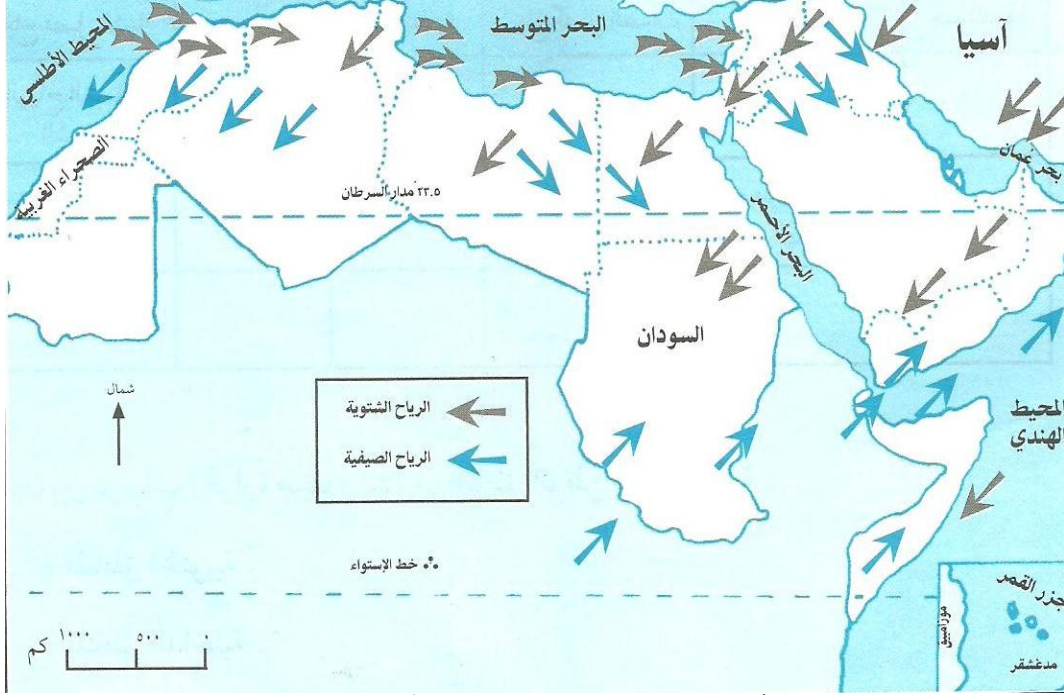 المحيط الأطلسي
البحر المتوسط
آسيا
الصحراء الغربية
بحر عمان
٢٣.٥ مدار السرطان
البحر الأحمر
السودان
شمال
الرياح الشتوية
الرياح الصيفية
المحيط
الهندي
٠° خط الإستواء
جزر القمر
موزامبيق
مدغشقر
٠ ٥٠٠ ١٠٠٠ كم